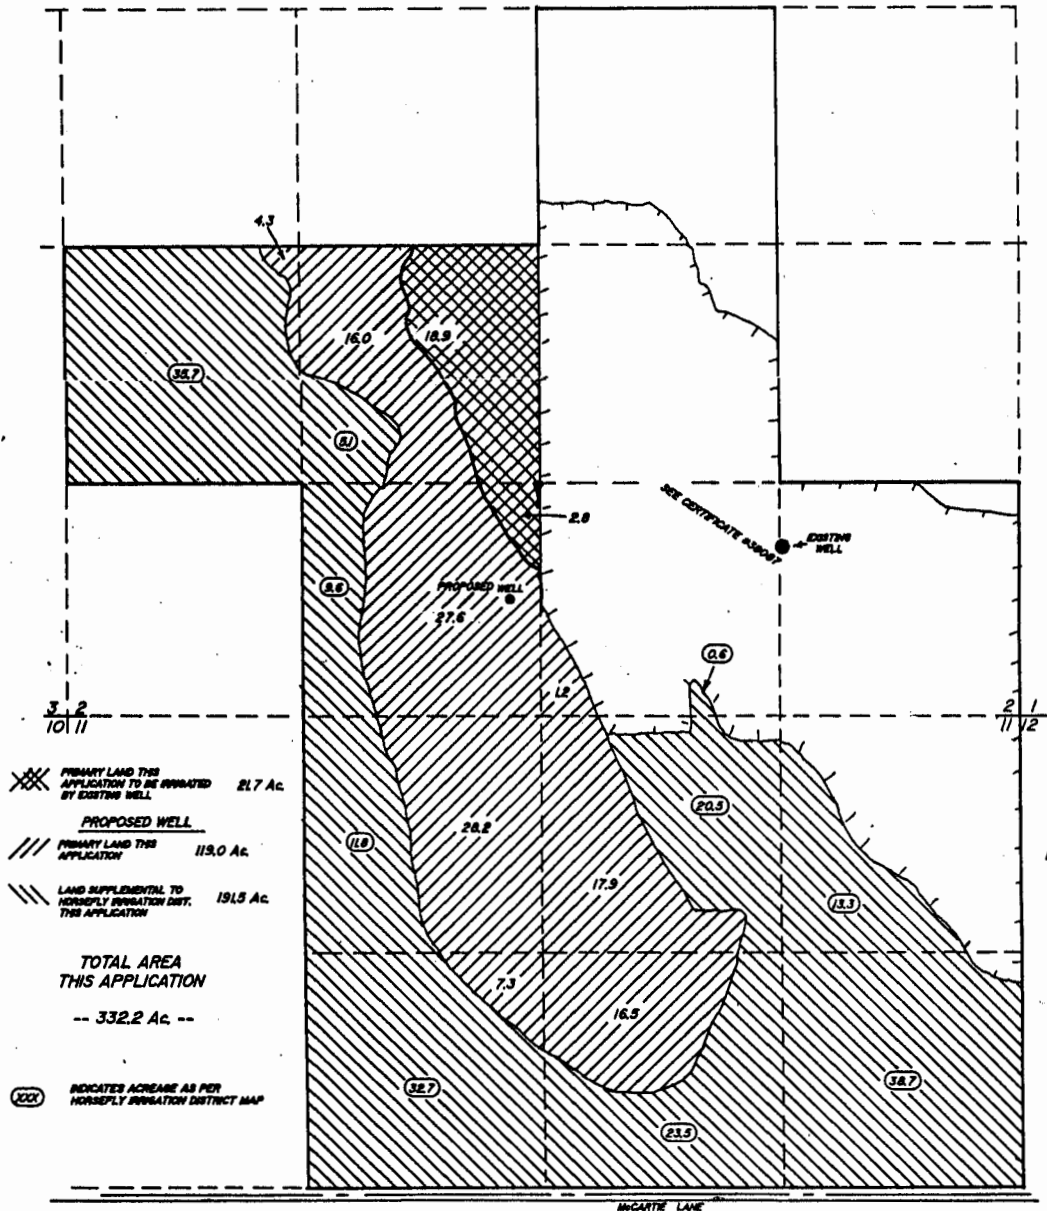 4.3
16.0
18.9
35.7
5.1
2.8
SEE CERTIFICATE #38087
EXISTING
WELL
9.6
PROPOSED WELL
27.6
0.6
1.2
3 2
10 11
2 1
11 12
PRIMARY LAND THIS
APPLICATION TO BE IRRIGATED
BY EXISTING WELL
21.7 Ac.
PROPOSED WELL
PRIMARY LAND THIS
APPLICATION
119.0 Ac.
LAND SUPPLEMENTAL TO
HORSEFLY IRRIGATION DIST.
THIS APPLICATION
191.5 Ac.
20.5
28.2
11.8
17.9
13.3
TOTAL AREA
THIS APPLICATION
-- 332.2 Ac. --
7.3
16.5
XXX
INDICATES ACREAGE AS PER
HORSEFLY IRRIGATION DISTRICT MAP
32.7
38.7
23.5
McCARTIE LANE